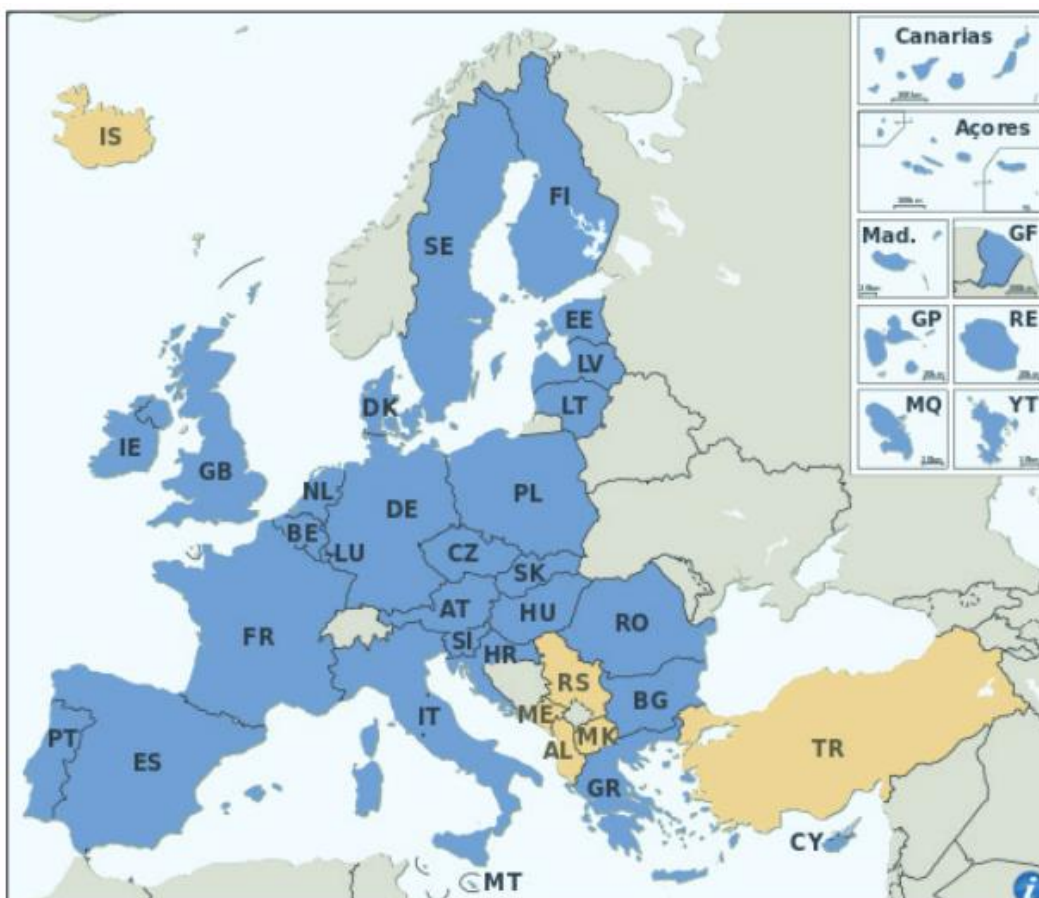 Canarias
Açores
IS
Mad.
GF
FI
SE
GP
RE
EE
LV
DK
LT
MQ
YT
IE
GB
NL
DE
PL
BE
LU
CZ
SK
AT
HU
FR
SI
HR
RO
RS
BG
ME
IT
MK
PT
AL
TR
ES
GR
CY
MT
i